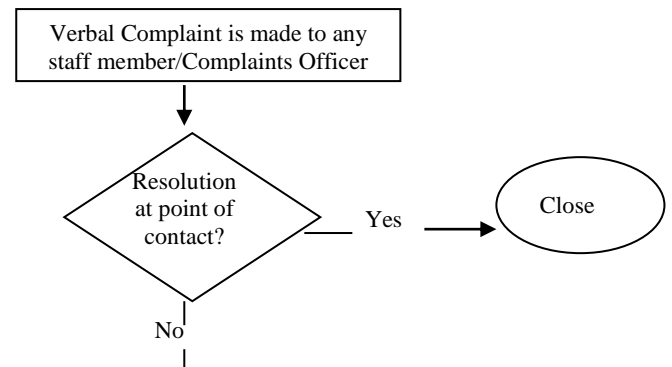 Verbal Complaint is made to any
staff member/Complaints Officer
Resolution
at point of
contact?
Yes
Close
No